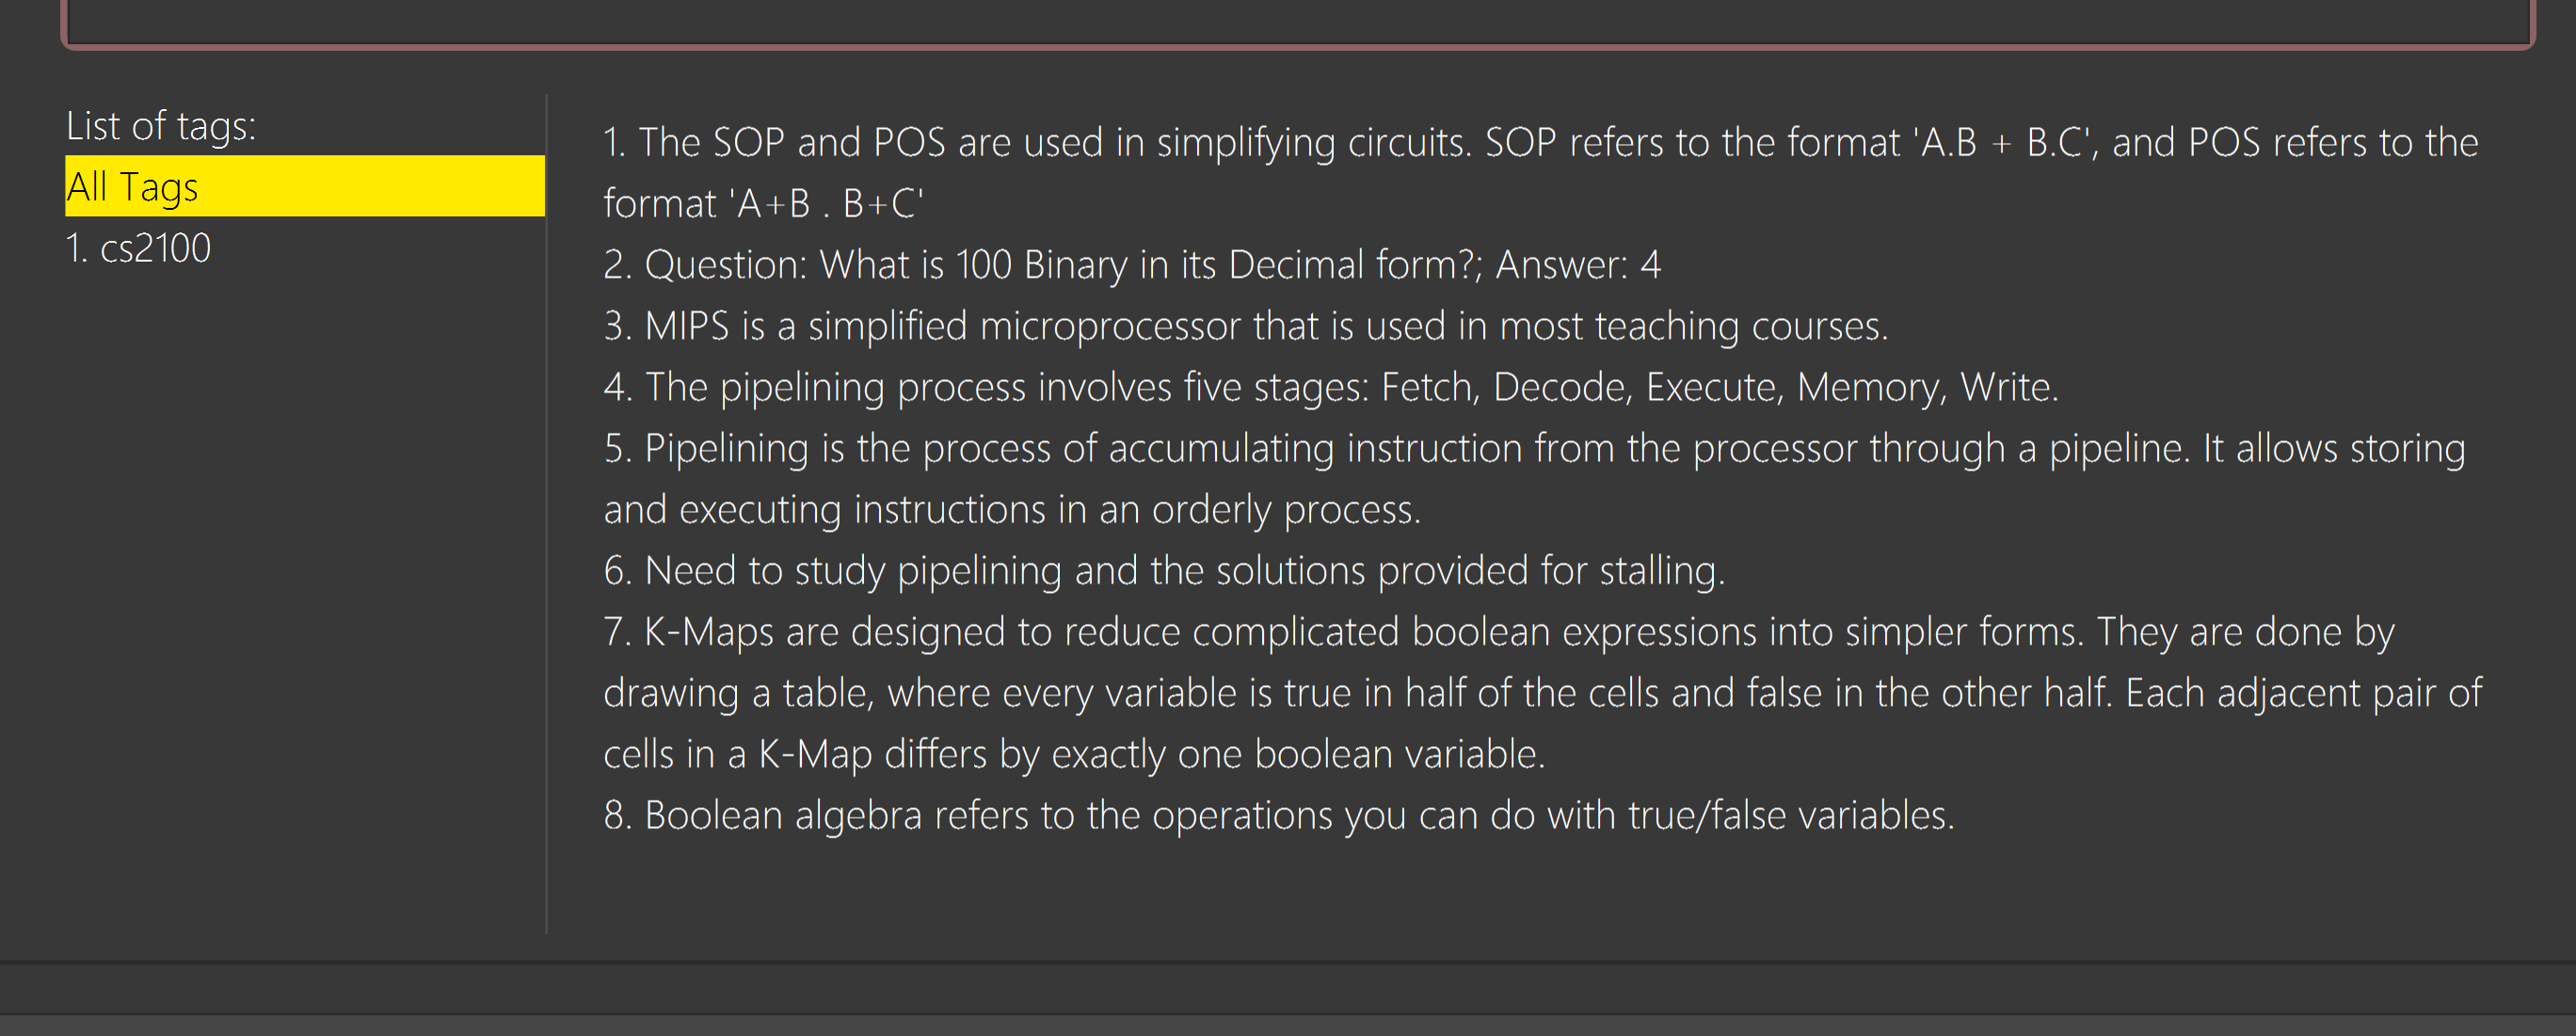 List of tags:
All Tags
1. cs2100
1. The SOP and POS are used in simplifying circuits. SOP refers to the format 'A.B + B.C', and POS refers to the
format 'A+B . B+C'
2. Question: What is 100 Binary in its Decimal form?; Answer: 4
3. MIPS is a simplified microprocessor that is used in most teaching courses.
4. The pipelining process involves five stages: Fetch, Decode, Execute, Memory, Write.
5. Pipelining is the process of accumulating instruction from the processor through a pipeline. It allows storing
and executing instructions in an orderly process.
6. Need to study pipelining and the solutions provided for stalling.
7. K-Maps are designed to reduce complicated boolean expressions into simpler forms. They are done by
drawing a table, where every variable is true in half of the cells and false in the other half. Each adjacent pair of
cells in a K-Map differs by exactly one boolean variable.
8. Boolean algebra refers to the operations you can do with true/false variables.